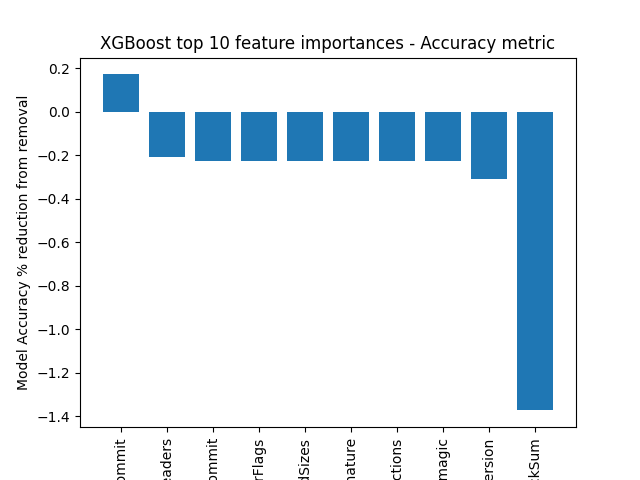 XGBoost top 10 feature importances - Accuracy metric
Model Accuracy % reduction from removal
0.2
0.0
−0.2
−0.4
−0.6
−0.8
−1.0
−1.2
−1.4
ommit
eaders
ommit
rFlags
dSizes
nature
ctions
magic
ersion
kSum